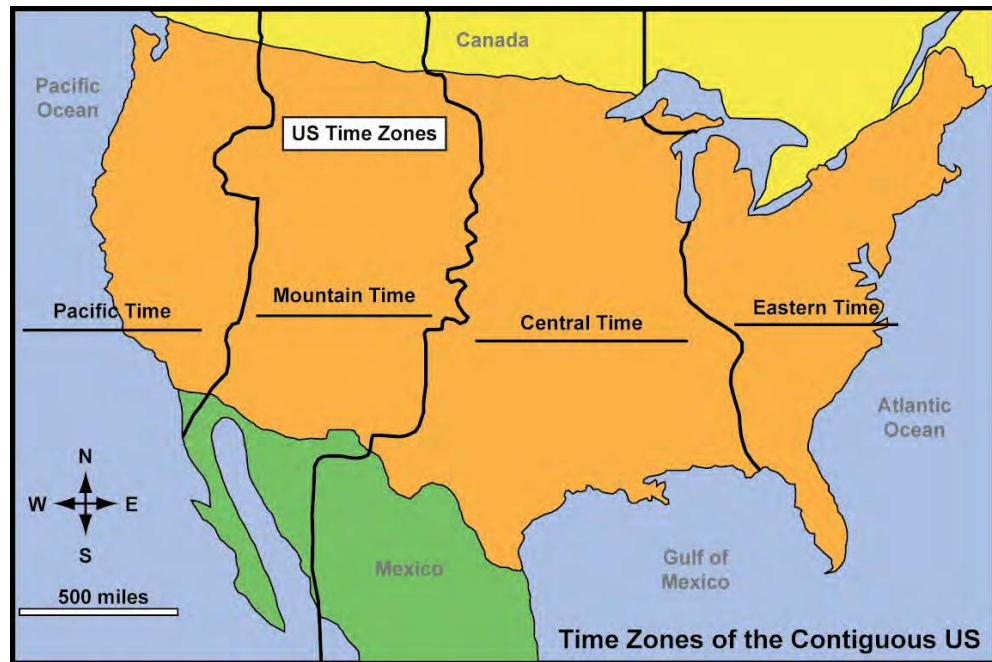 Canada
Pacific
Ocean
US Time Zones
Pacific Time
Mountain Time
Central Time
Eastern Time
Atlantic
Ocean
N
W
E
S
500 miles
Mexico
Gulf of
Mexico
Time Zones of the Contiguous US